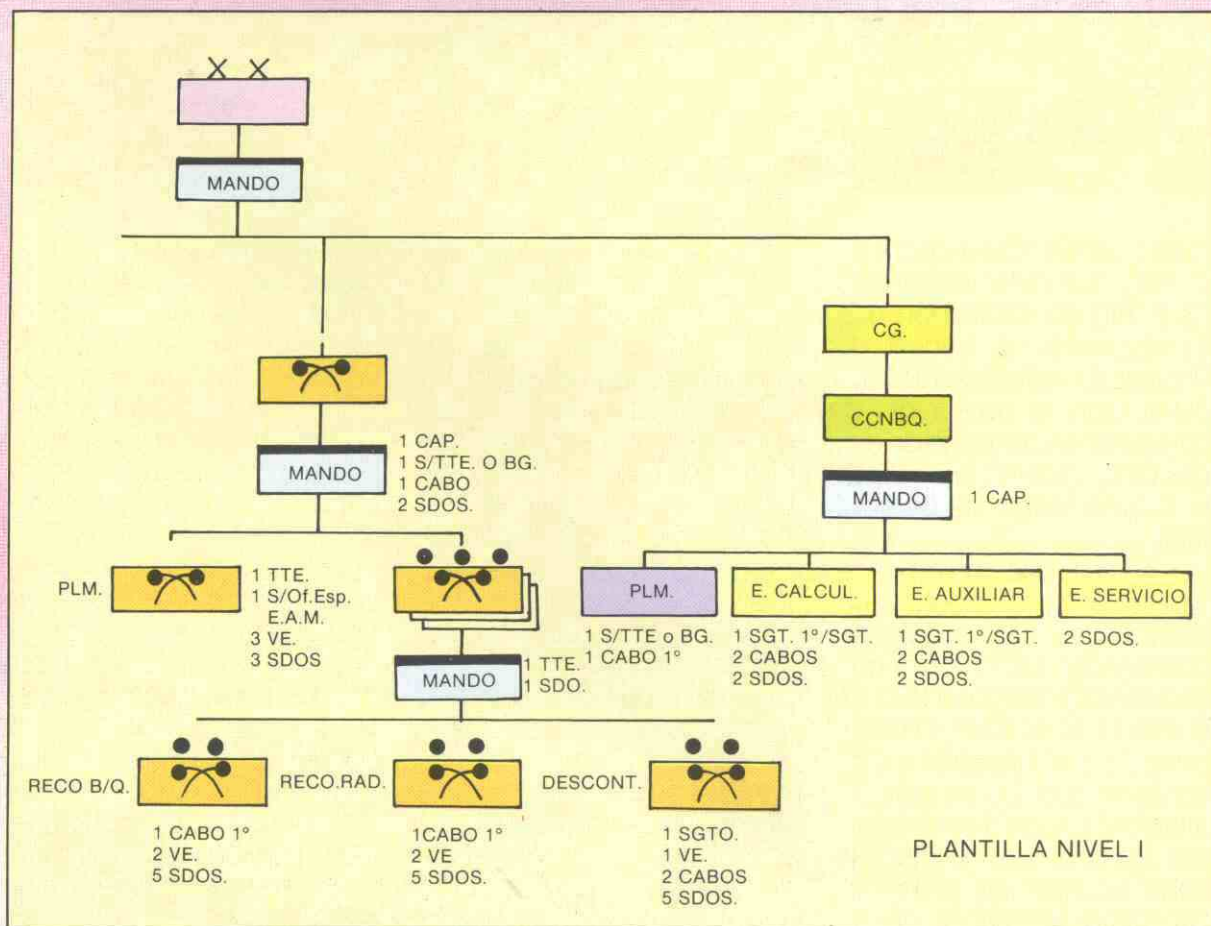 MANDO
CG.
CCNBQ.
MANDO
1 CAP.
1 S/TTE. O BG.
1 CABO
2 SDOS.
MANDO
1 CAP.
PLM.
1 TTE.
1 S/Of.Esp.
E.A.M.
3 VE.
3 SDOS
MANDO
1 TTE.
1 SDO.
PLM.
1 S/TTE o BG.
1 CABO 1º
E. CALCUL.
1 SGT. 1º/SGT.
2 CABOS
2 SDOS.
E. AUXILIAR
1 SGT. 1º/SGT.
2 CABOS
2 SDOS.
E. SERVICIO
2 SDOS.
RECO B/Q.
1 CABO 1º
2 VE.
5 SDOS.
RECO.RAD.
1CABO 1º
2 VE
5 SDOS.
DESCONT.
1 SGTO.
1 VE.
2 CABOS
5 SDOS.
PLANTILLA NIVEL I